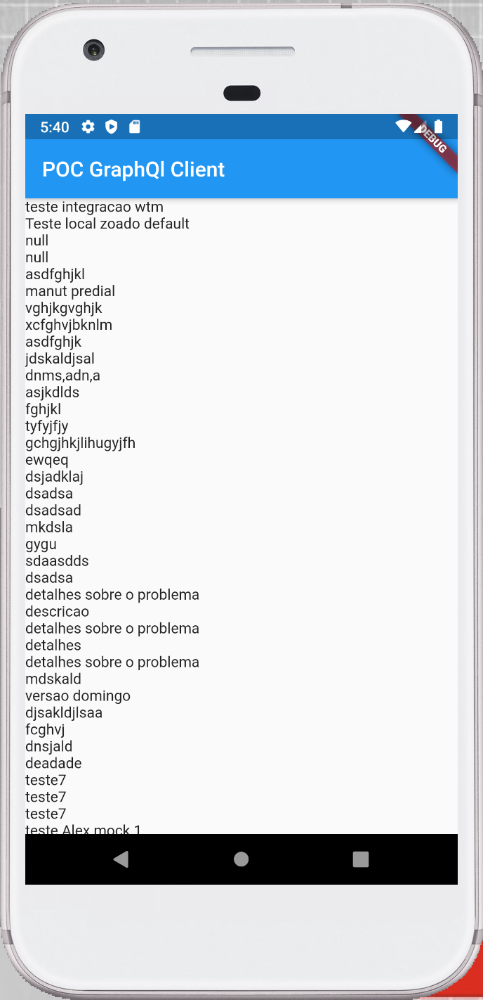 5:40
DEBUG
POC GraphQl Client
teste integracao wtm
Teste local zoado default
null
null
asdfghjkl
manut predial
vghjkgvghjk
xcfghvjbknlm
asdfghjk
jdskaldjsal
dnms,adn,a
asjkdlds
fghjkl
tyfyjfjy
gchgjhkjlihugyjfh
ewqeq
dsjadklaj
dsadsa
dsadsad
mkdsla
gygu
sdaasdds
dsadsa
detalhes sobre o problema
descricao
detalhes sobre o problema
detalhes
detalhes sobre o problema
mdskald
versao domingo
djsakldjlsaa
fcghvj
dnsjald
deadade
teste7
teste7
teste7
teste Alex mock 1